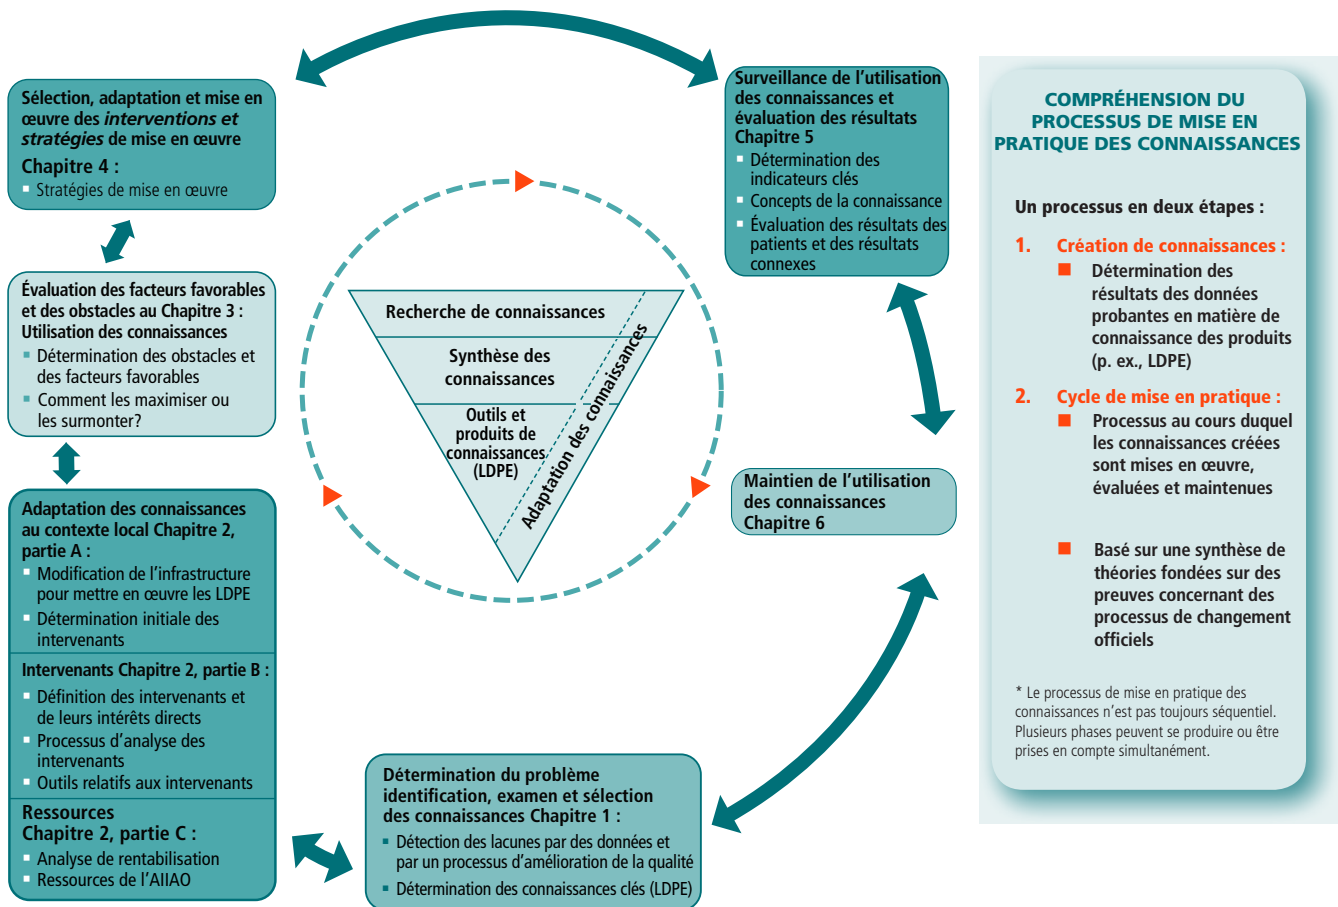 Sélection, adaptation et mise en
œuvre des interventions et
stratégies de mise en œuvre
Chapitre 4 :
Stratégies de mise en œuvre
Évaluation des facteurs favorables
et des obstacles au Chapitre 3 :
Utilisation des connaissances
Détermination des obstacles et
des facteurs favorables
Comment les maximiser ou
les surmonter?
Adaptation des connaissances
au contexte local Chapitre 2,
partie A :
Modification de l’infrastructure
pour mettre en œuvre les LDPE
Détermination initiale des
intervenants
Intervenants Chapitre 2, partie B :
Définition des intervenants et
de leurs intérêts directs
Processus d’analyse des
intervenants
Outils relatifs aux intervenants
Ressources
Chapitre 2, partie C :
Analyse de rentabilisation
Ressources de l’AIIAO
Recherche de connaissances
Synthèse des
connaissances
Outils et
produits de
connaissances
(LDPE)
Adaptation des connaissances
Détermination du problème
identification, examen et sélection
des connaissances Chapitre 1 :
Détection des lacunes par des données et
par un processus d’amélioration de la qualité
Détermination des connaissances clés (LDPE)
Surveillance de l’utilisation
des connaissances et
évaluation des résultats
Chapitre 5
Détermination des
indicateurs clés
Concepts de la connaissance
Évaluation des résultats des
patients et des résultats
connexes
Maintien de l’utilisation
des connaissances
Chapitre 6
COMPRÉHENSION DU
PROCESSUS DE MISE EN
PRATIQUE DES CONNAISSANCES
Un processus en deux étapes :
1. Création de connaissances :
Détermination des
résultats des données
probantes en matière de
connaissance des produits
(p. ex., LDPE)
2. Cycle de mise en pratique :
Processus au cours duquel
les connaissances créées
sont mises en œuvre,
évaluées et maintenues
Basé sur une synthèse de
théories fondées sur des
preuves concernant des
processus de changement
officiels
* Le processus de mise en pratique des
connaissances n’est pas toujours séquentiel.
Plusieurs phases peuvent se produire ou être
prises en compte simultanément.